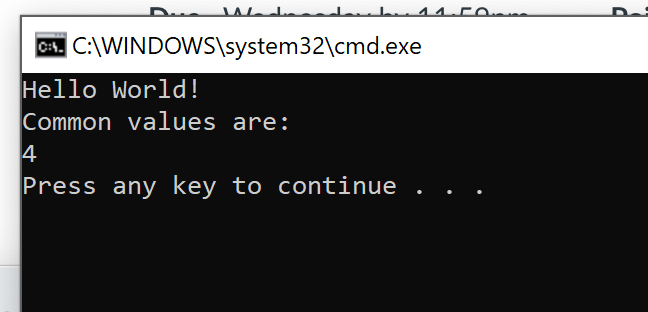 Due Wednesday by 11:59pm
C:\WINDOWS\system32\cmd.exe
Hello World!
Common values are:
4
Press any key to continue . . .